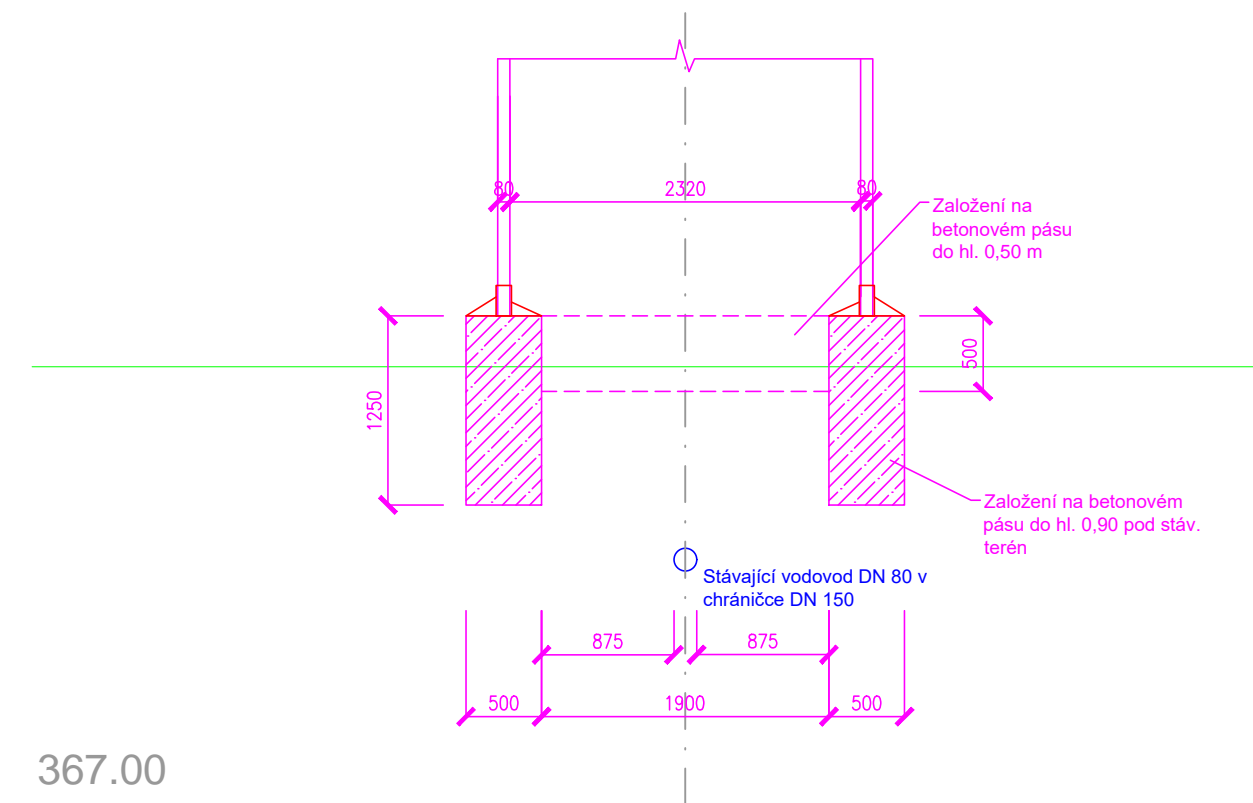 80
2320
80
Založení na
betonovém pásu
do hl. 0,50 m
500
1250
Založení na betonovém
pásu do hl. 0,90 pod stáv.
terén
Stávající vodovod DN 80 v
chráničce DN 150
875
875
500
1900
500
367.00